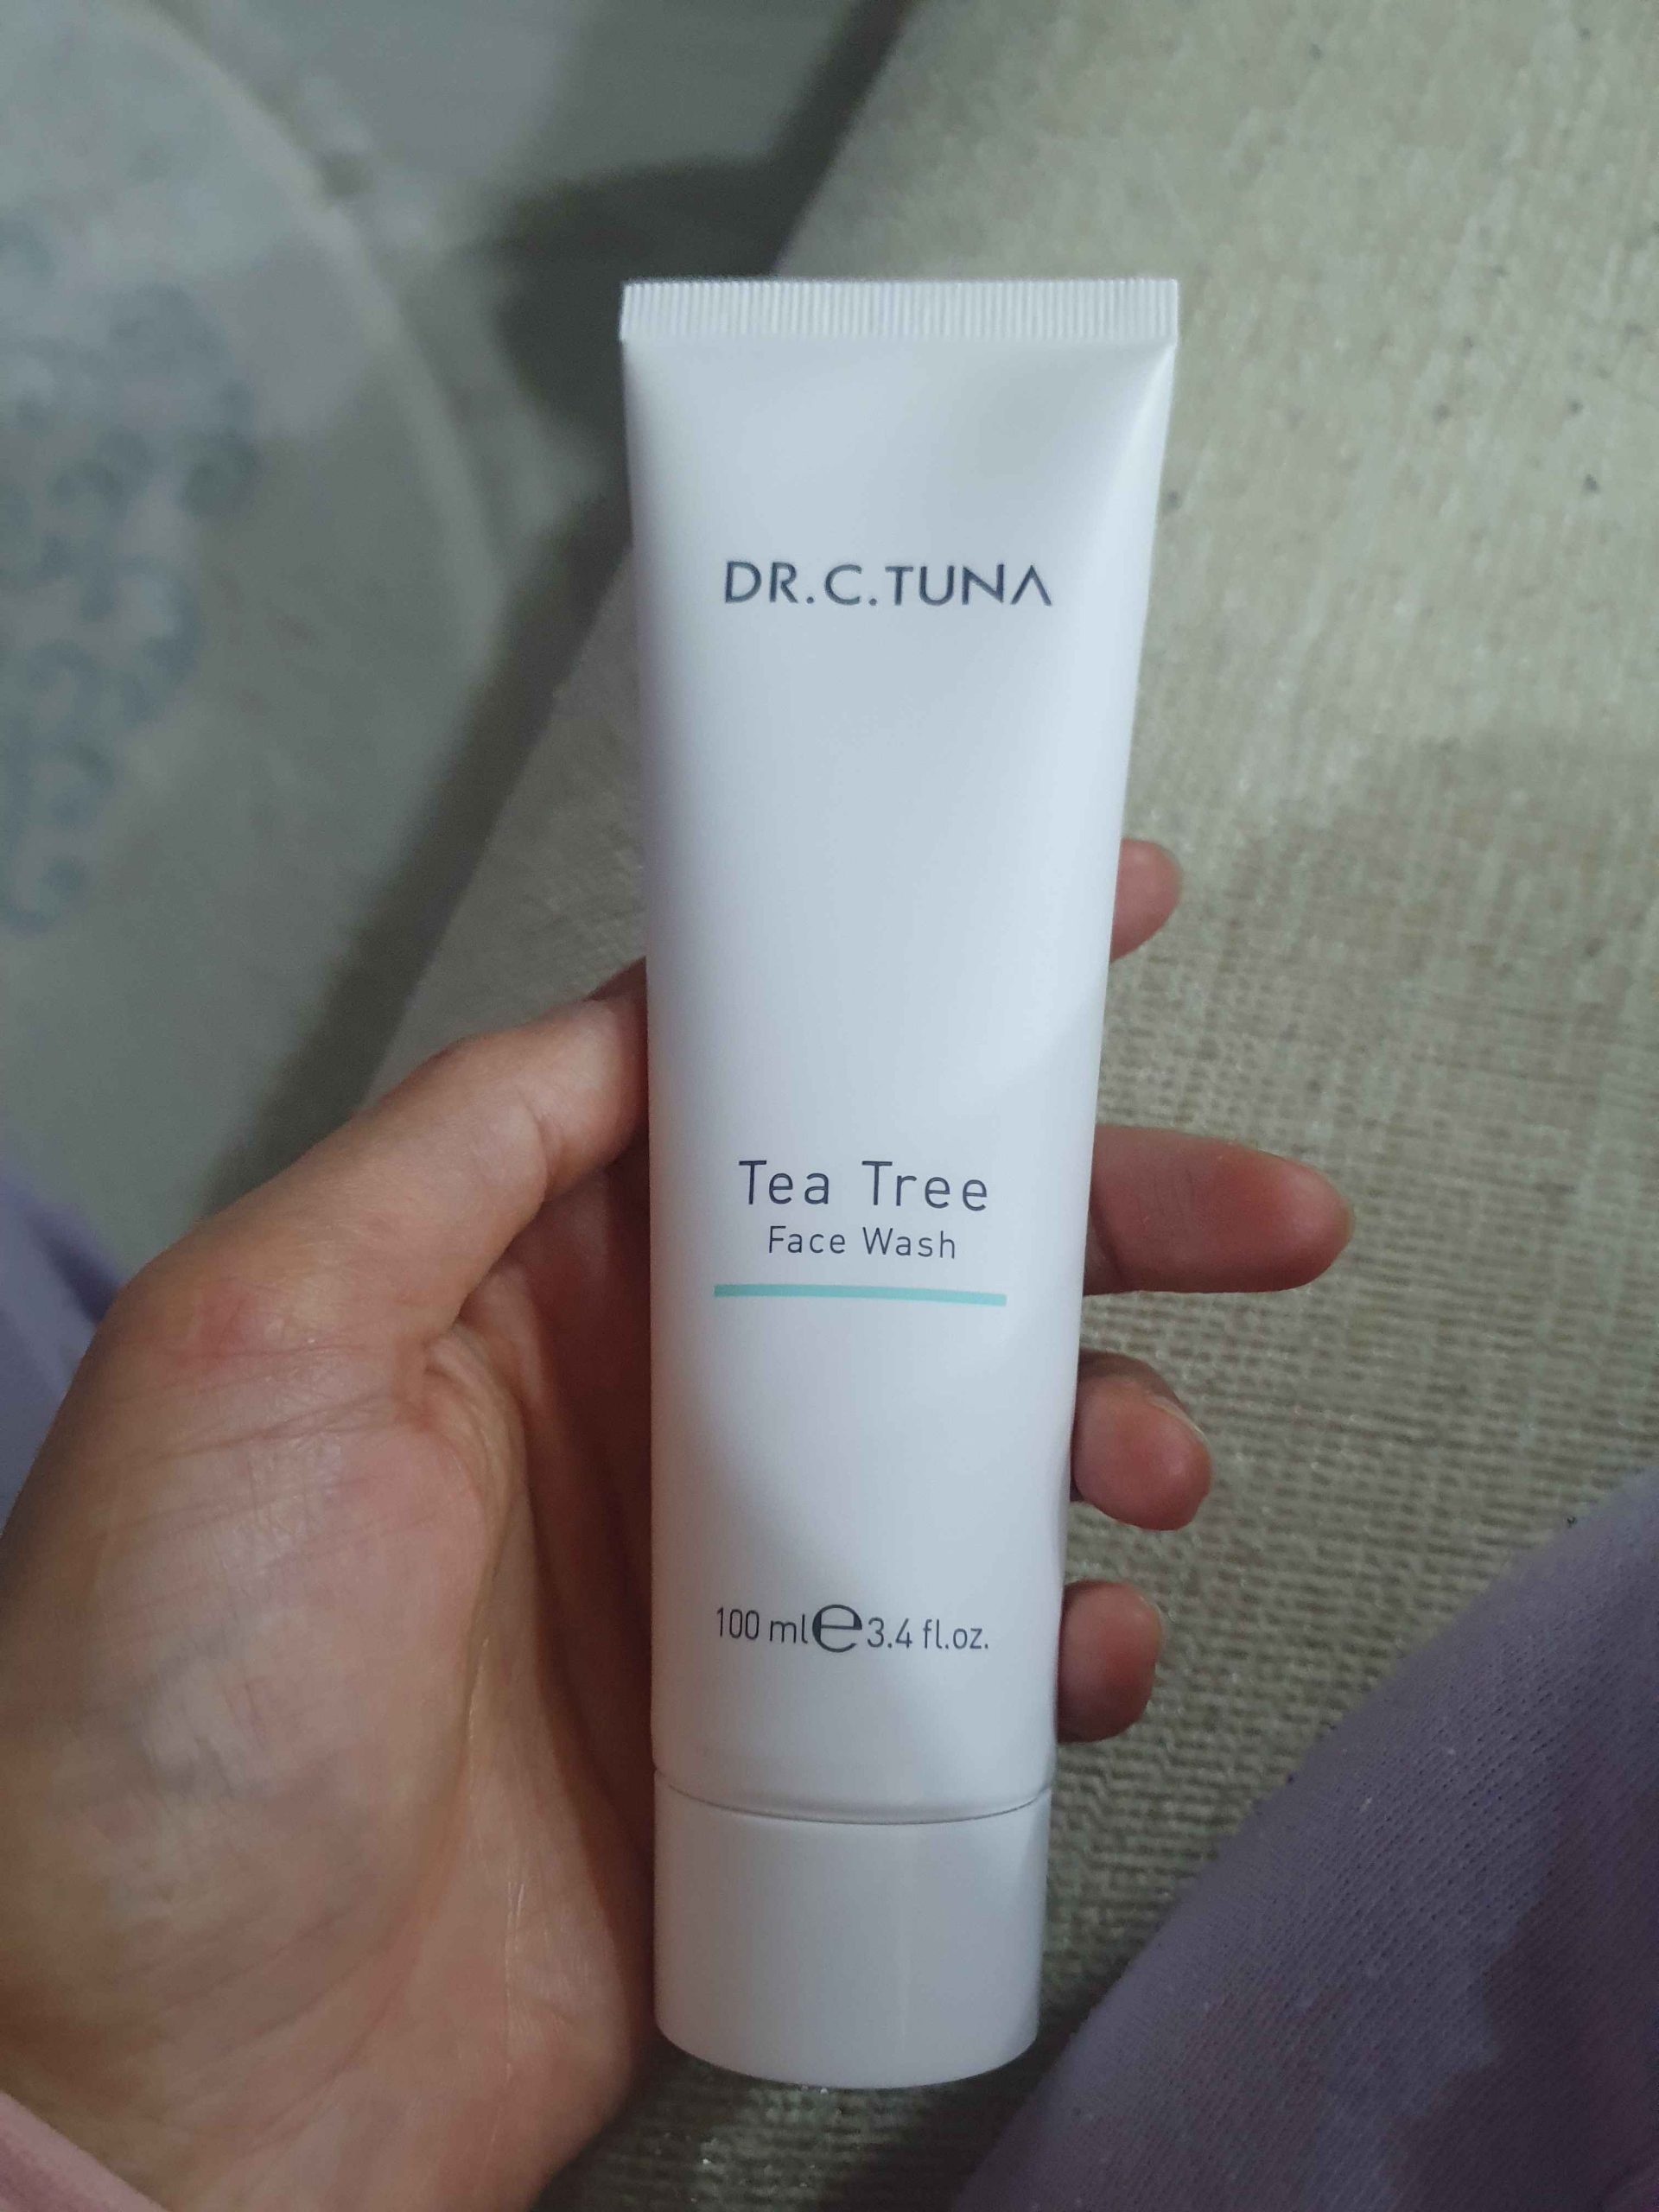 DR.C.TUNA
Tea Tree
Face Wash
100 ml e 3.4 fl.oz.